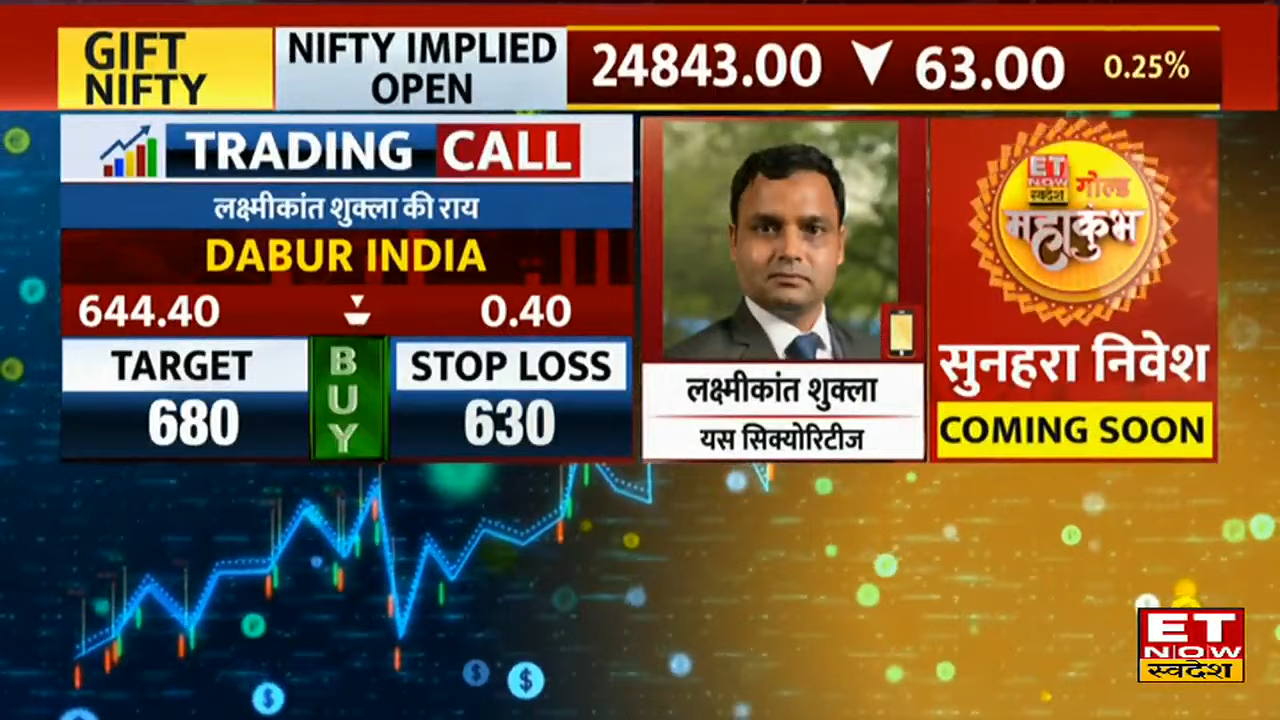 GIFT
NIFTY
NIFTY IMPLIED
OPEN
24843.00 63.00 0.25%
TRADING CALL
लक्ष्मीकांत शुक्ला की राय
DABUR INDIA
644.40 0.40
TARGET
680
BUY
STOP LOSS
630
लक्ष्मीकांत शुक्ला
यस सिक्योरिटीज
ET
NOW
स्वदेश
गोल्ड
महाकुंभ
सुनहरा निवेश
COMING SOON
ET
NOW
स्वदेश